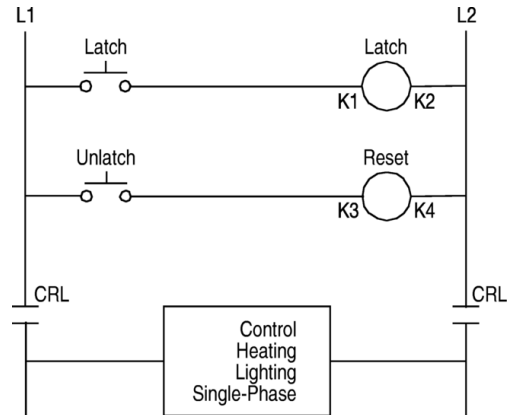 L1
L2
Latch
Latch
K1
K2
Unlatch
Reset
K3
K4
CRL
CRL
Control
Heating
Lighting
Single-Phase